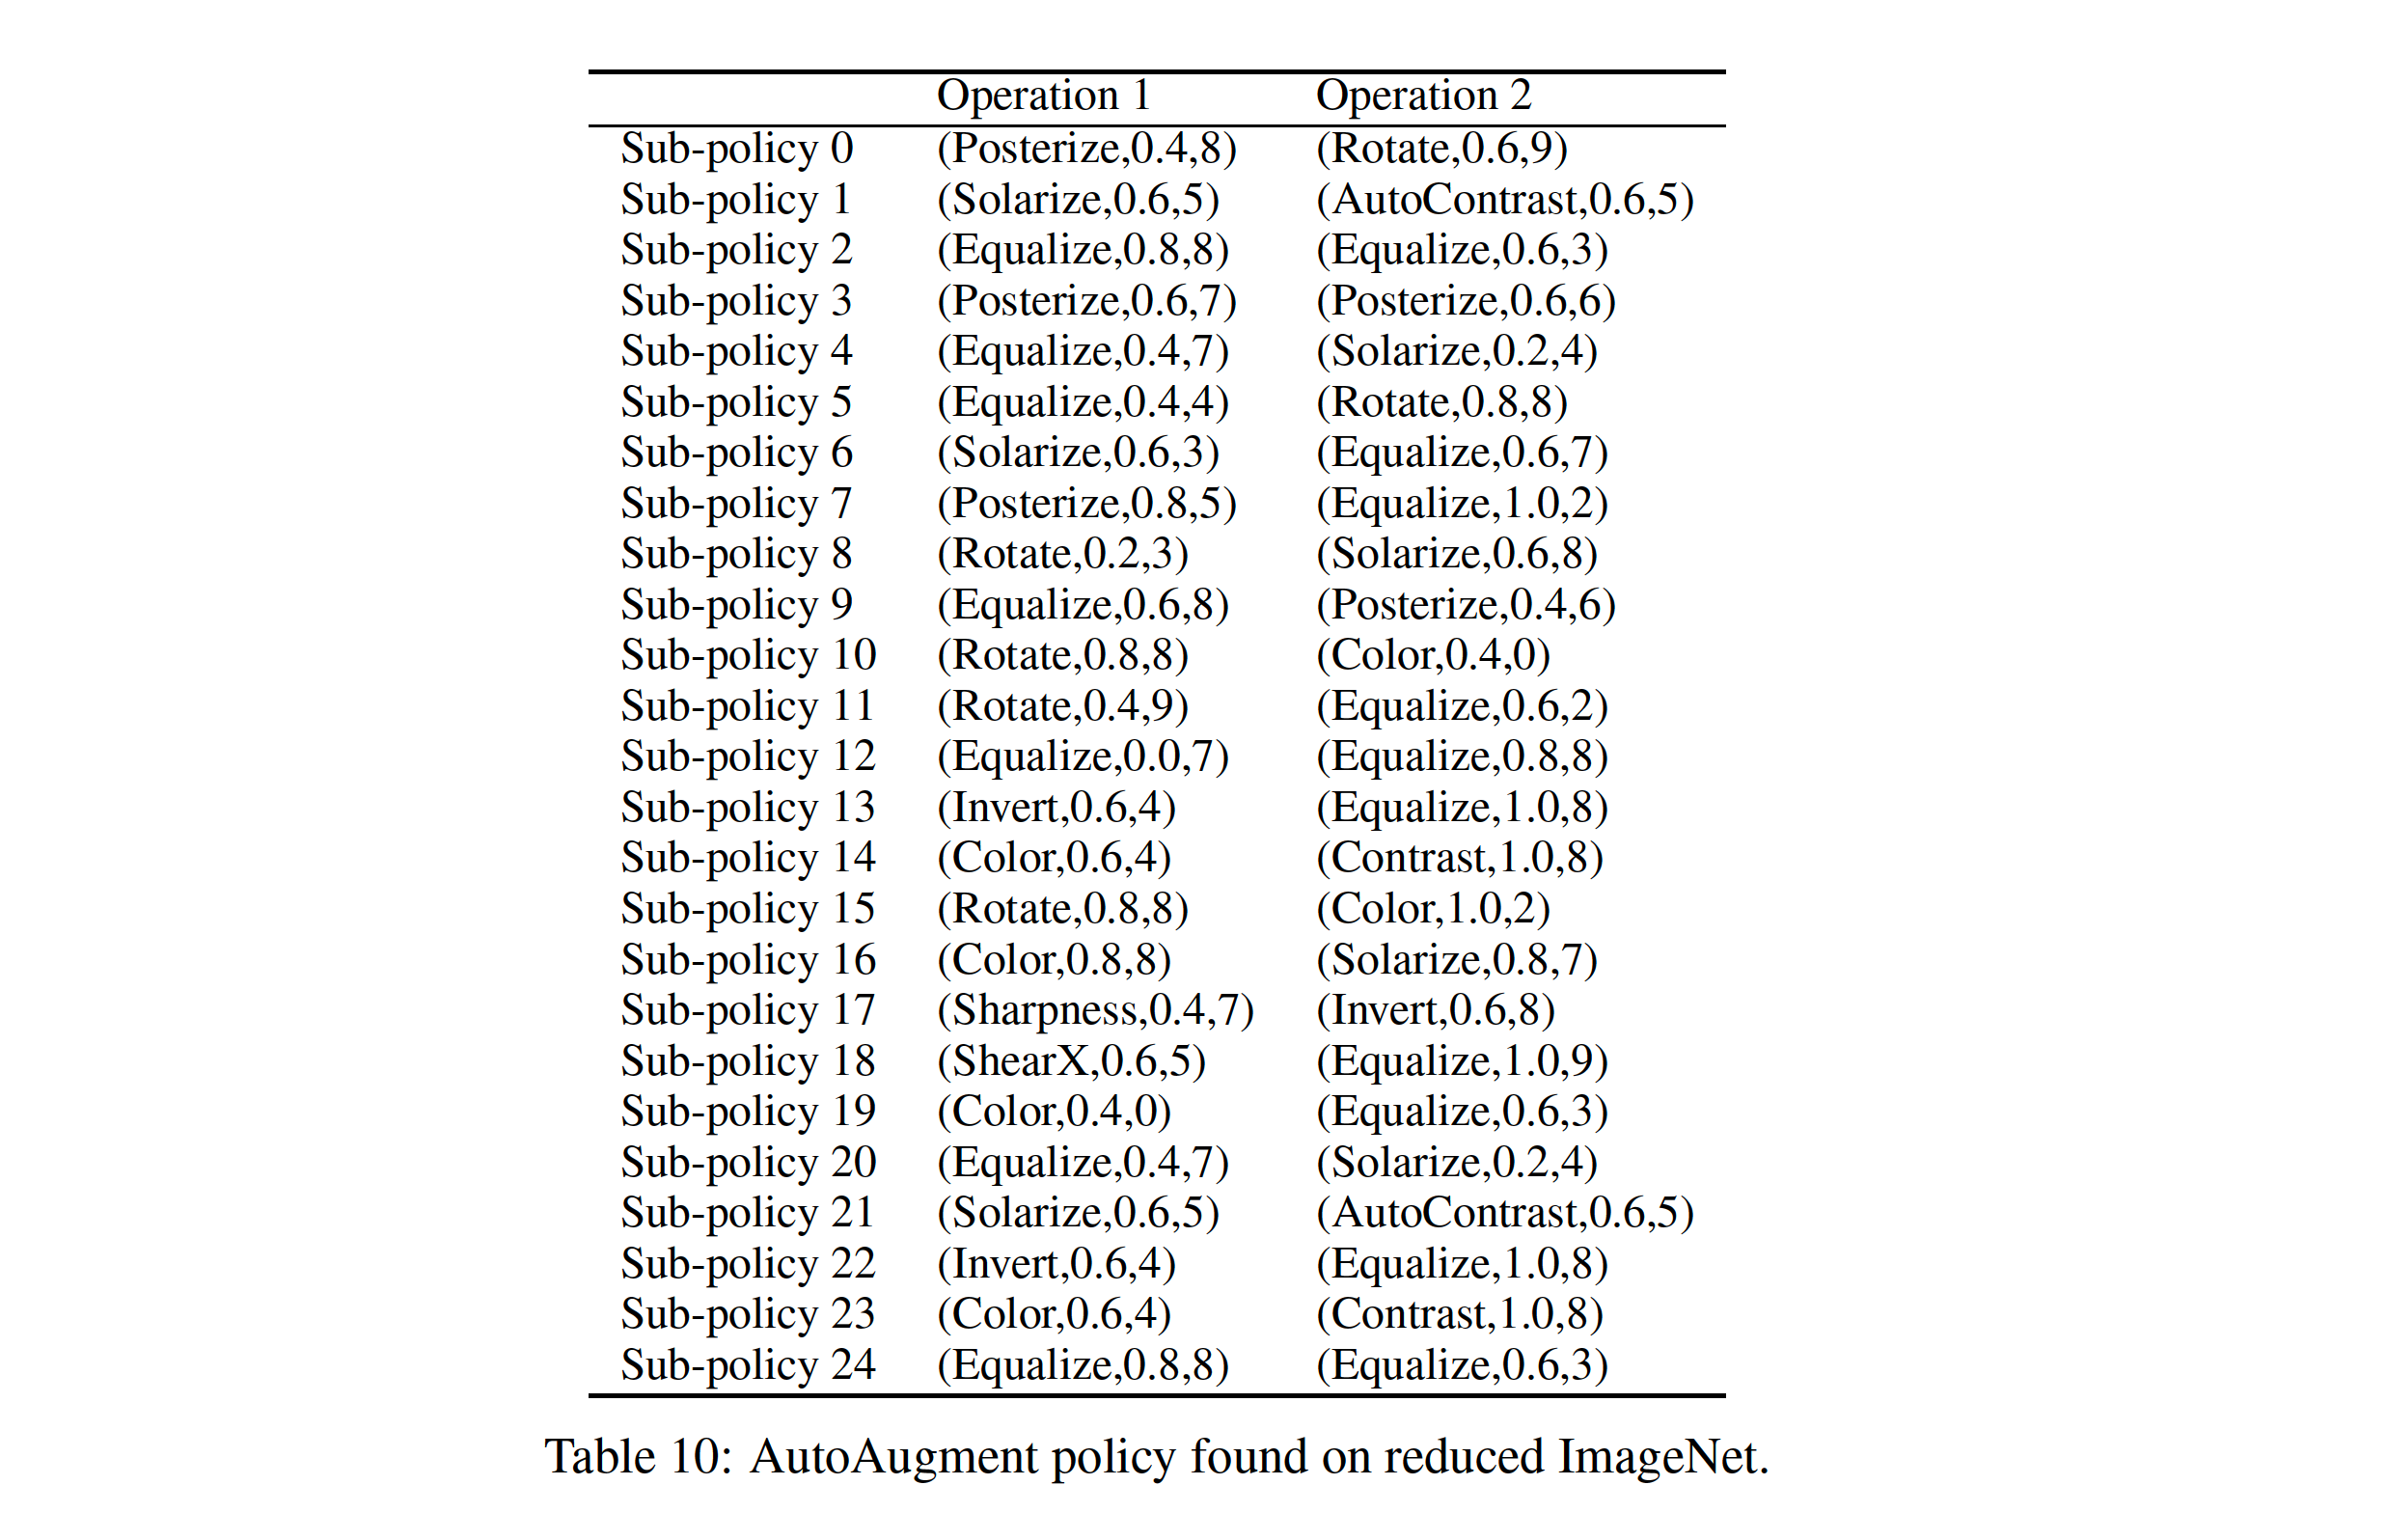 Operation 1 Operation 2
Sub-policy 0 (Posterize,0.4,8) (Rotate,0.6,9)
Sub-policy 1 (Solarize,0.6,5) (AutoContrast,0.6,5)
Sub-policy 2 (Equalize,0.8,8) (Equalize,0.6,3)
Sub-policy 3 (Posterize,0.6,7) (Posterize,0.6,6)
Sub-policy 4 (Equalize,0.4,7) (Solarize,0.2,4)
Sub-policy 5 (Equalize,0.4,4) (Rotate,0.8,8)
Sub-policy 6 (Solarize,0.6,3) (Equalize,0.6,7)
Sub-policy 7 (Posterize,0.8,5) (Equalize,1.0,2)
Sub-policy 8 (Rotate,0.2,3) (Solarize,0.6,8)
Sub-policy 9 (Equalize,0.6,8) (Posterize,0.4,6)
Sub-policy 10 (Rotate,0.8,8) (Color,0.4,0)
Sub-policy 11 (Rotate,0.4,9) (Equalize,0.6,2)
Sub-policy 12 (Equalize,0.0,7) (Equalize,0.8,8)
Sub-policy 13 (Invert,0.6,4) (Equalize,1.0,8)
Sub-policy 14 (Color,0.6,4) (Contrast,1.0,8)
Sub-policy 15 (Rotate,0.8,8) (Color,1.0,2)
Sub-policy 16 (Color,0.8,8) (Solarize,0.8,7)
Sub-policy 17 (Sharpness,0.4,7) (Invert,0.6,8)
Sub-policy 18 (ShearX,0.6,5) (Equalize,1.0,9)
Sub-policy 19 (Color,0.4,0) (Equalize,0.6,3)
Sub-policy 20 (Equalize,0.4,7) (Solarize,0.2,4)
Sub-policy 21 (Solarize,0.6,5) (AutoContrast,0.6,5)
Sub-policy 22 (Invert,0.6,4) (Equalize,1.0,8)
Sub-policy 23 (Color,0.6,4) (Contrast,1.0,8)
Sub-policy 24 (Equalize,0.8,8) (Equalize,0.6,3)
Table 10: AutoAugment policy found on reduced ImageNet.